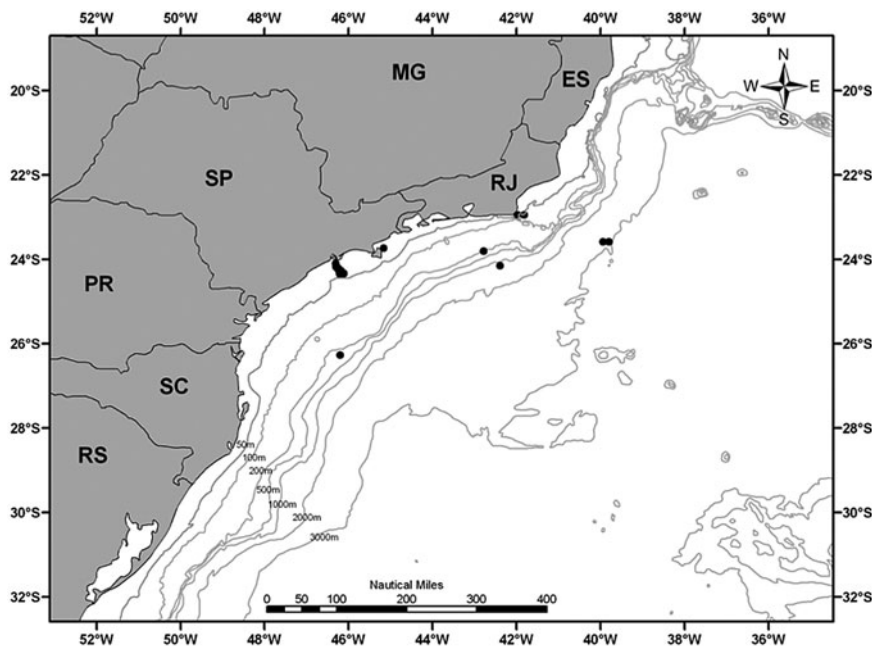 52°W 50°W 48°W 46°W 44°W 42°W 40°W 38°W 36°W
N
MG
20°S ES W E 20°S
S
22°S SP RJ 22°S
24°S 24°S
PR
26°S 26°S
SC
28°S 28°S
50m
RS 100m
200m
500m
30°S 1000m 30°S
2000m
3000m
Nautical Miles
32°S 0 50 100 200 300 400 32°S
52°W 50°W 48°W 46°W 44°W 42°W 40°W 38°W 36°W